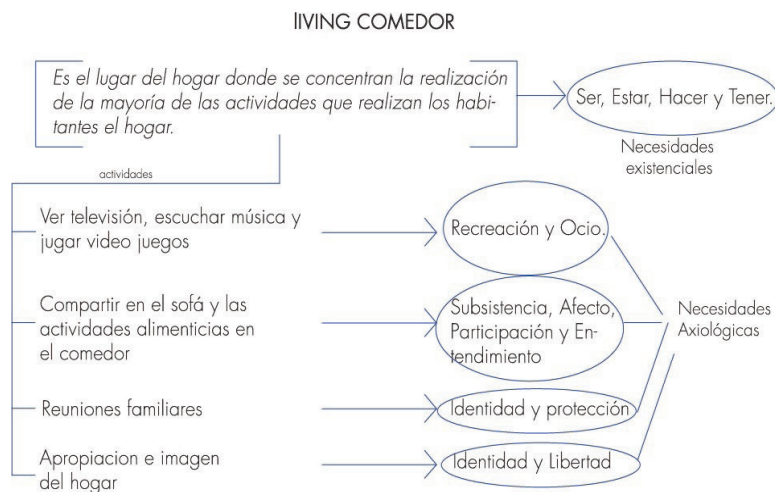 lIVING COMEDOR
Es el lugar del hogar donde se concentran la realización
de la mayoría de las actividades que realizan los habi-
tantes el hogar.
Ser, Estar, Hacer y Tener.
Necesidades
existenciales
actividades
Ver televisión, escuchar música y
jugar video juegos
Recreación y Ocio.
Compartir en el sofá y las
actividades alimenticias en
el comedor
Subsistencia, Afecto,
Participación y En-
tendimiento
Necesidades
Axiológicas
Reuniones familiares
Identidad y protección
Apropiacion e imagen
del hogar
Identidad y Libertad